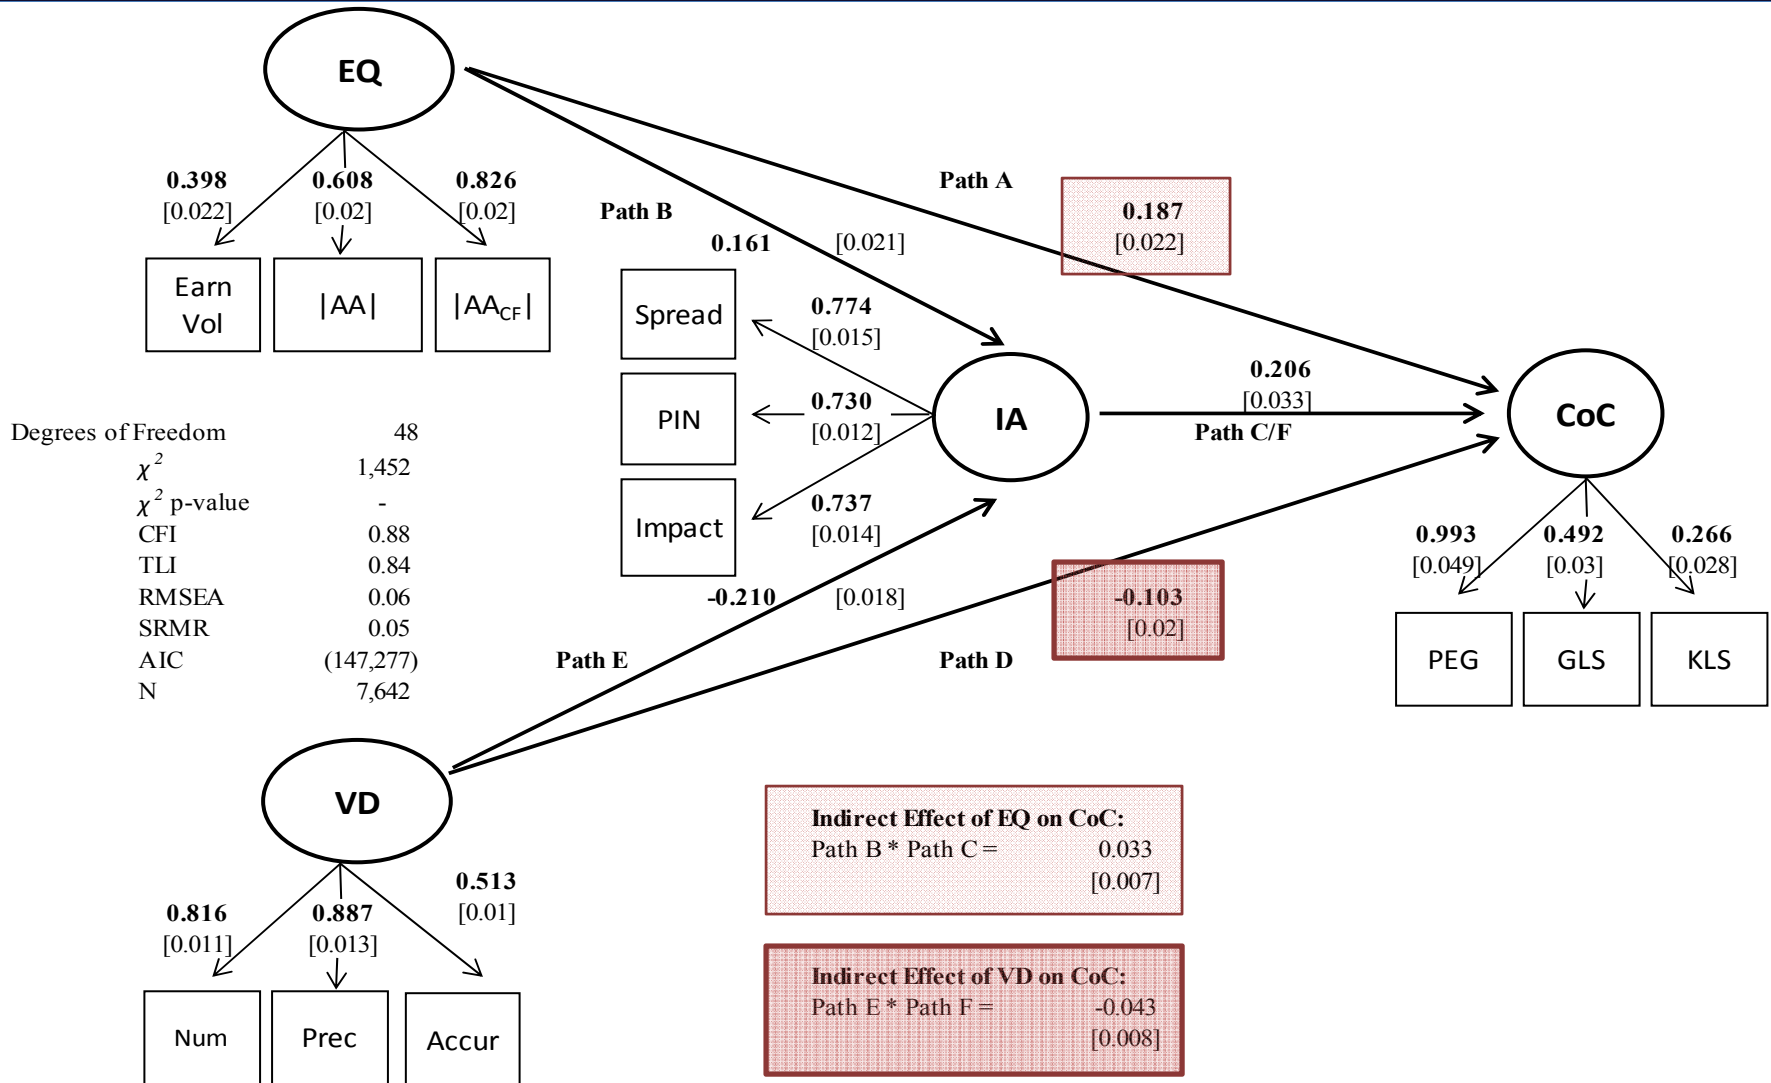 EQ
0.398 0.608 0.826
[0.022] [0.02] [0.02]
Earn
Vol
|AA|
|AA_CF|
Path A
0.187
[0.022]
Path B
0.161 [0.021]
Spread
0.774
[0.015]
PIN
0.730
[0.012]
Impact
0.737
[0.014]
IA
0.206
[0.033]
Path C/F
CoC
0.993 0.492 0.266
[0.049] [0.03] [0.028]
PEG GLS KLS
Degrees of Freedom 48
χ² 1,452
χ² p-value -
CFI 0.88
TLI 0.84
RMSEA 0.06
SRMR 0.05
AIC (147,277)
N 7,642
-0.210 [0.018]
Path E
-0.103
[0.02]
Path D
VD
0.816 0.887 0.513
[0.011] [0.013] [0.01]
Num Prec Accur
Indirect Effect of EQ on CoC:
Path B * Path C = 0.033
[0.007]
Indirect Effect of VD on CoC:
Path E * Path F = -0.043
[0.008]